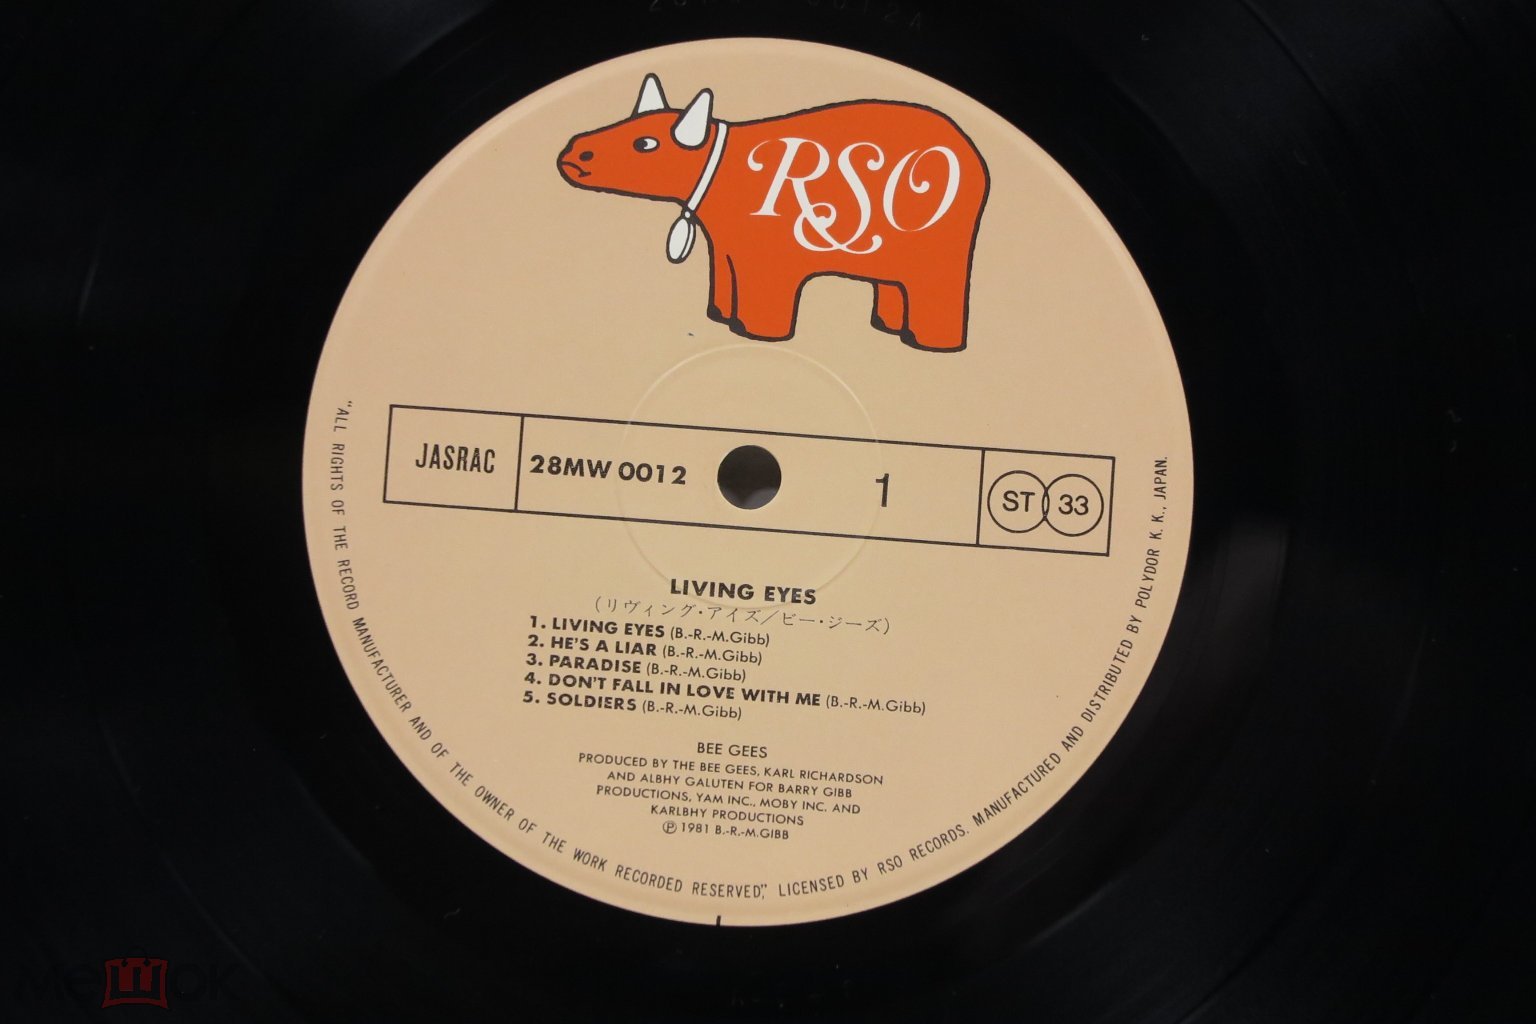 RSO
JASRAC
28MW 0012
1
ST 33
LIVING EYES
(リヴィング・アイズ/ビー・ジーズ)
1. LIVING EYES (B.-R.-M.Gibb)
2. HE'S A LIAR (B.-R.-M.Gibb)
3. PARADISE (B.-R.-M.Gibb)
4. DON'T FALL IN LOVE WITH ME (B.-R.-M.Gibb)
5. SOLDIERS (B.-R.-M.Gibb)
BEE GEES
PRODUCED BY THE BEE GEES, KARL RICHARDSON
AND ALBHY GALUTEN FOR BARRY GIBB
PRODUCTIONS, YAM INC., MOBY INC. AND
KARLBHY PRODUCTIONS
Ⓟ 1981 B.-R.-M.GIBB
"ALL RIGHTS OF THE RECORD MANUFACTURER AND OF THE OWNER OF THE WORK RECORDED RESERVED", LICENSED BY RSO RECORDS. MANUFACTURED AND DISTRIBUTED BY POLYDOR K. K., JAPAN.
мешок